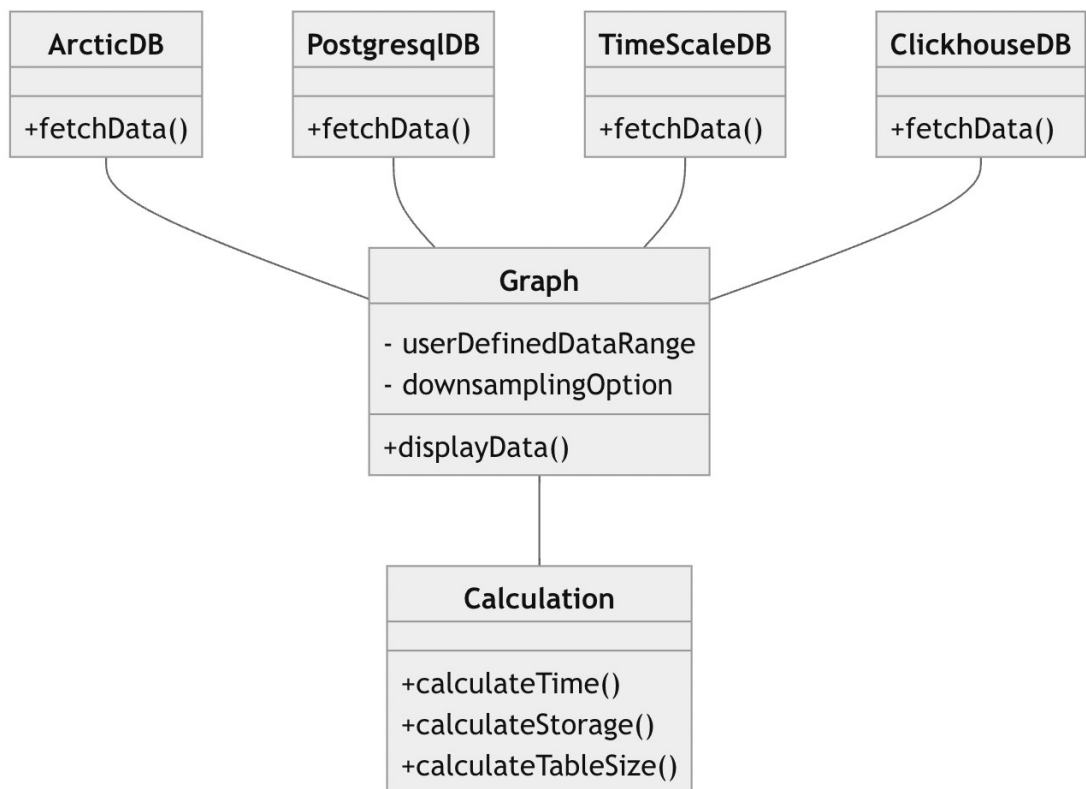 ArcticDB
+fetchData()
PostgresqlDB
+fetchData()
TimeScaleDB
+fetchData()
ClickhouseDB
+fetchData()
Graph
- userDefinedDataRange
- downsamplingOption
+displayData()
Calculation
+calculateTime()
+calculateStorage()
+calculateTableSize()